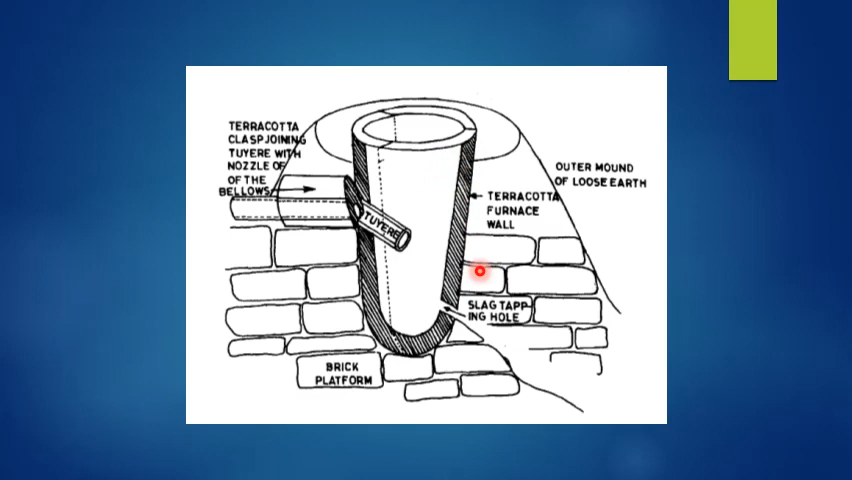 TERRACOTTA
CLASPJOINING
TUYERE WITH
NOZZLE OF
OF THE
BELLOWS
TUYERE
OUTER MOUND
OF LOOSE EARTH
TERRACOTTA
FURNACE
WALL
SLAG TAPP-
ING HOLE
BRICK
PLATFORM